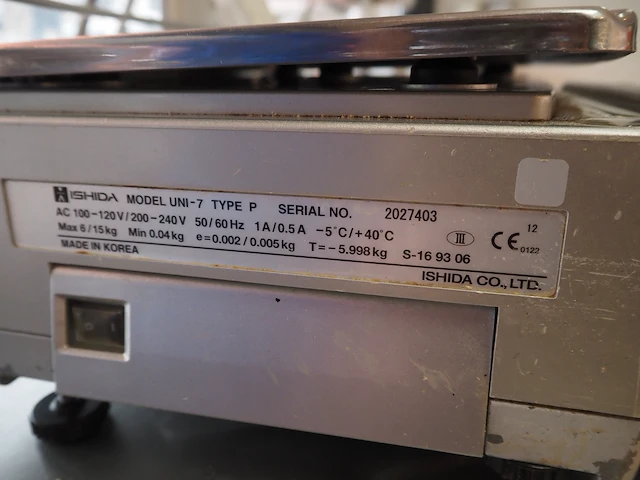 ISHIDA MODEL UNI-7 TYPE P SERIAL NO. 2027403
AC 100-120V/200-240V 50/60Hz 1A/0.5A -5°C/+40°C III CE 12 0122
Max 6/15kg Min 0.04kg e=0.002/0.005kg T=-5.998kg S-16 93 06
MADE IN KOREA ISHIDA CO., LTD.